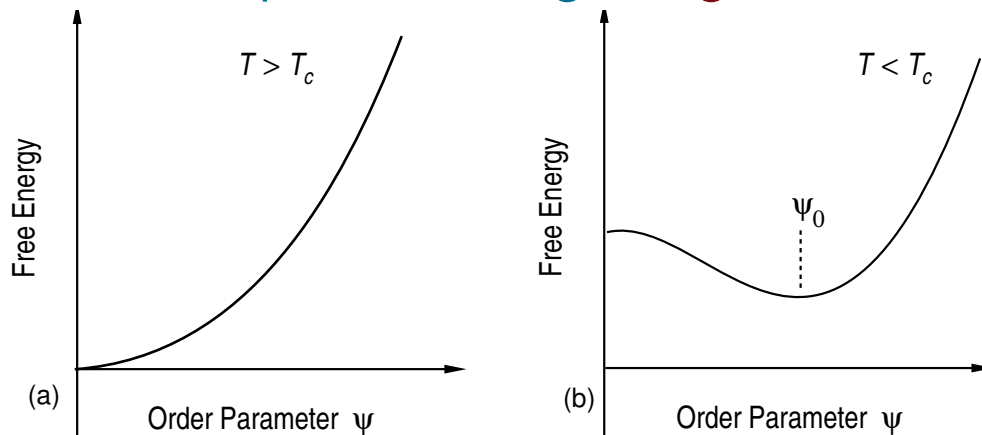 T > Tc
Free Energy
(a)
Order Parameter ψ
T < Tc
Free Energy
ψ0
(b)
Order Parameter ψ